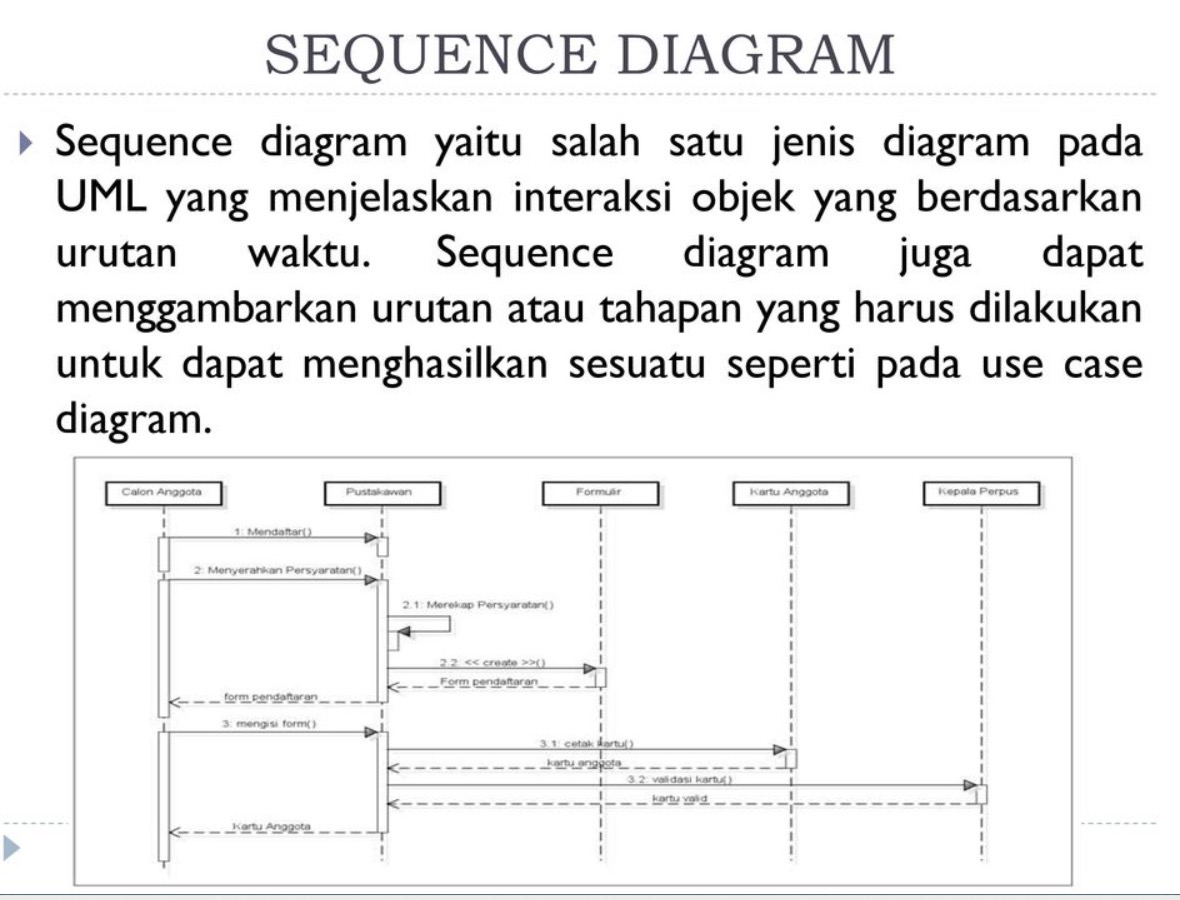 SEQUENCE DIAGRAM
Sequence diagram yaitu salah satu jenis diagram pada
UML yang menjelaskan interaksi objek yang berdasarkan
urutan waktu. Sequence diagram juga dapat
menggambarkan urutan atau tahapan yang harus dilakukan
untuk dapat menghasilkan sesuatu seperti pada use case
diagram.
Calon Anggota
Pustakawan
Formulir
Kartu Anggota
Kepala Perpus
1: Mendaftar()
2: Menyerahkan Persyaratan()
2.1: Merekap Persyaratan()
2.2: << create >>()
Form pendaftaran
form pendaftaran
3: mengisi form()
3.1: cetak kartu()
kartu anggota
3.2: validasi kartu()
kartu valid
Kartu Anggota